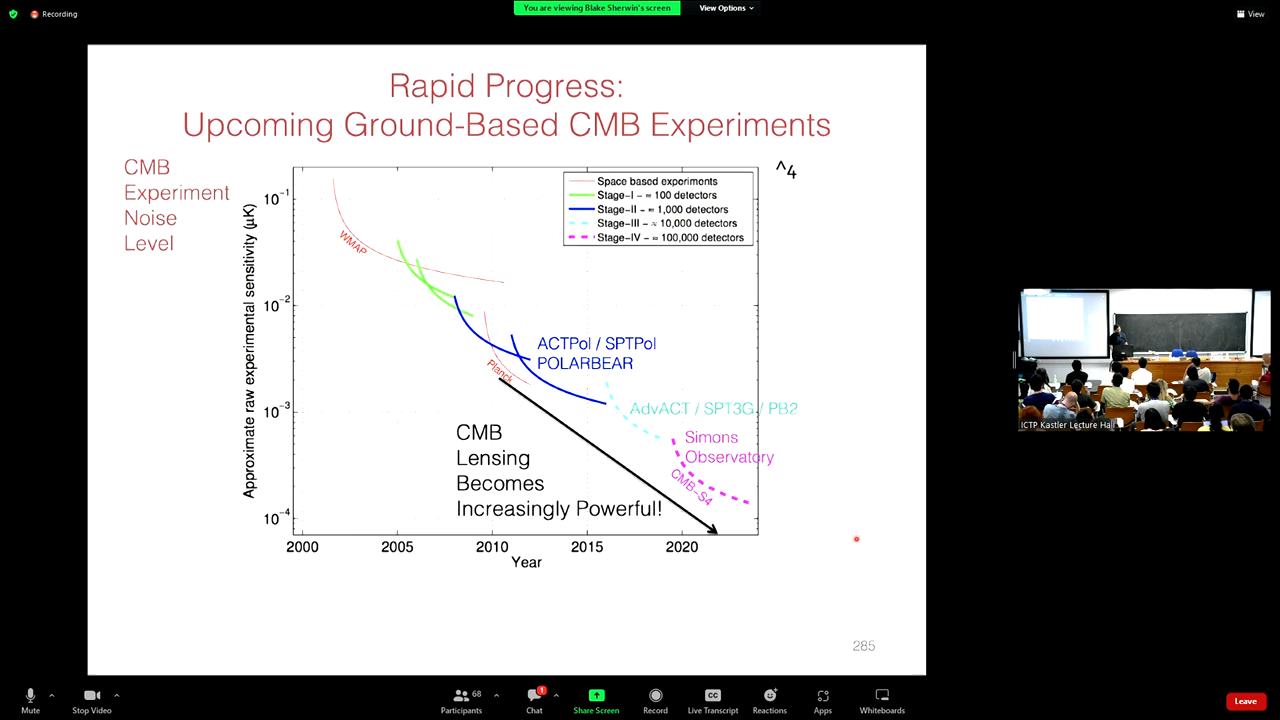 Recording
You are viewing Blake Sherwin's screen
View Options
View
Rapid Progress:
Upcoming Ground-Based CMB Experiments
CMB
Experiment
Noise
Level
^4
Approximate raw experimental sensitivity (μK)
10^-1
10^-2
10^-3
10^-4
Space based experiments
Stage-I - ≈ 100 detectors
Stage-II - ≈ 1,000 detectors
Stage-III - ≈ 10,000 detectors
Stage-IV - ≈ 100,000 detectors
WMAP
Planck
ACTPol / SPTPol
POLARBEAR
AdvACT / SPT3G / PB2
Simons
Observatory
CMB-S4
CMB
Lensing
Becomes
Increasingly Powerful!
2000 2005 2010 2015 2020
Year
285
ICTP Kastler Lecture Hall
Mute
Stop Video
68
Participants
1
Chat
Share Screen
Record
CC
Live Transcript
Reactions
Apps
Whiteboards
Leave